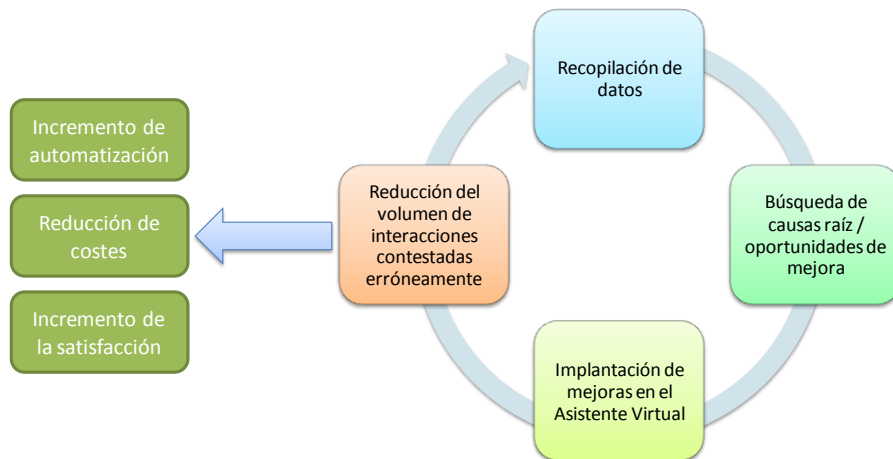 Recopilación de
datos
Búsqueda de
causas raíz /
oportunidades de
mejora
Implantación de
mejoras en el
Asistente Virtual
Reducción del
volumen de
interacciones
contestadas
erróneamente
Incremento de
automatización
Reducción de
costes
Incremento de
la satisfacción